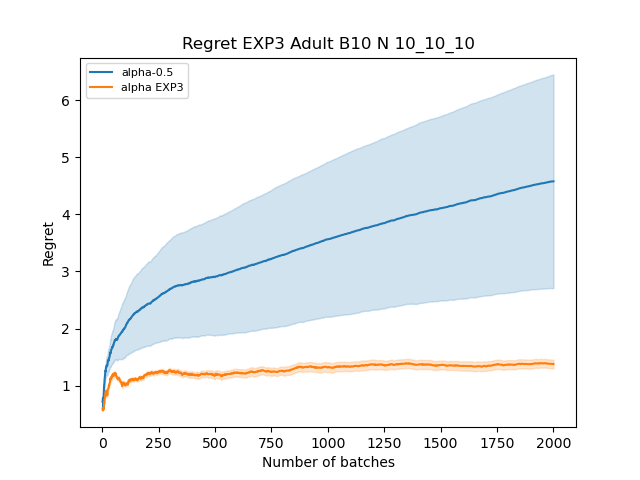 Regret EXP3 Adult B10 N 10_10_10
alpha-0.5
alpha EXP3
Regret
6
5
4
3
2
1
0 250 500 750 1000 1250 1500 1750 2000
Number of batches